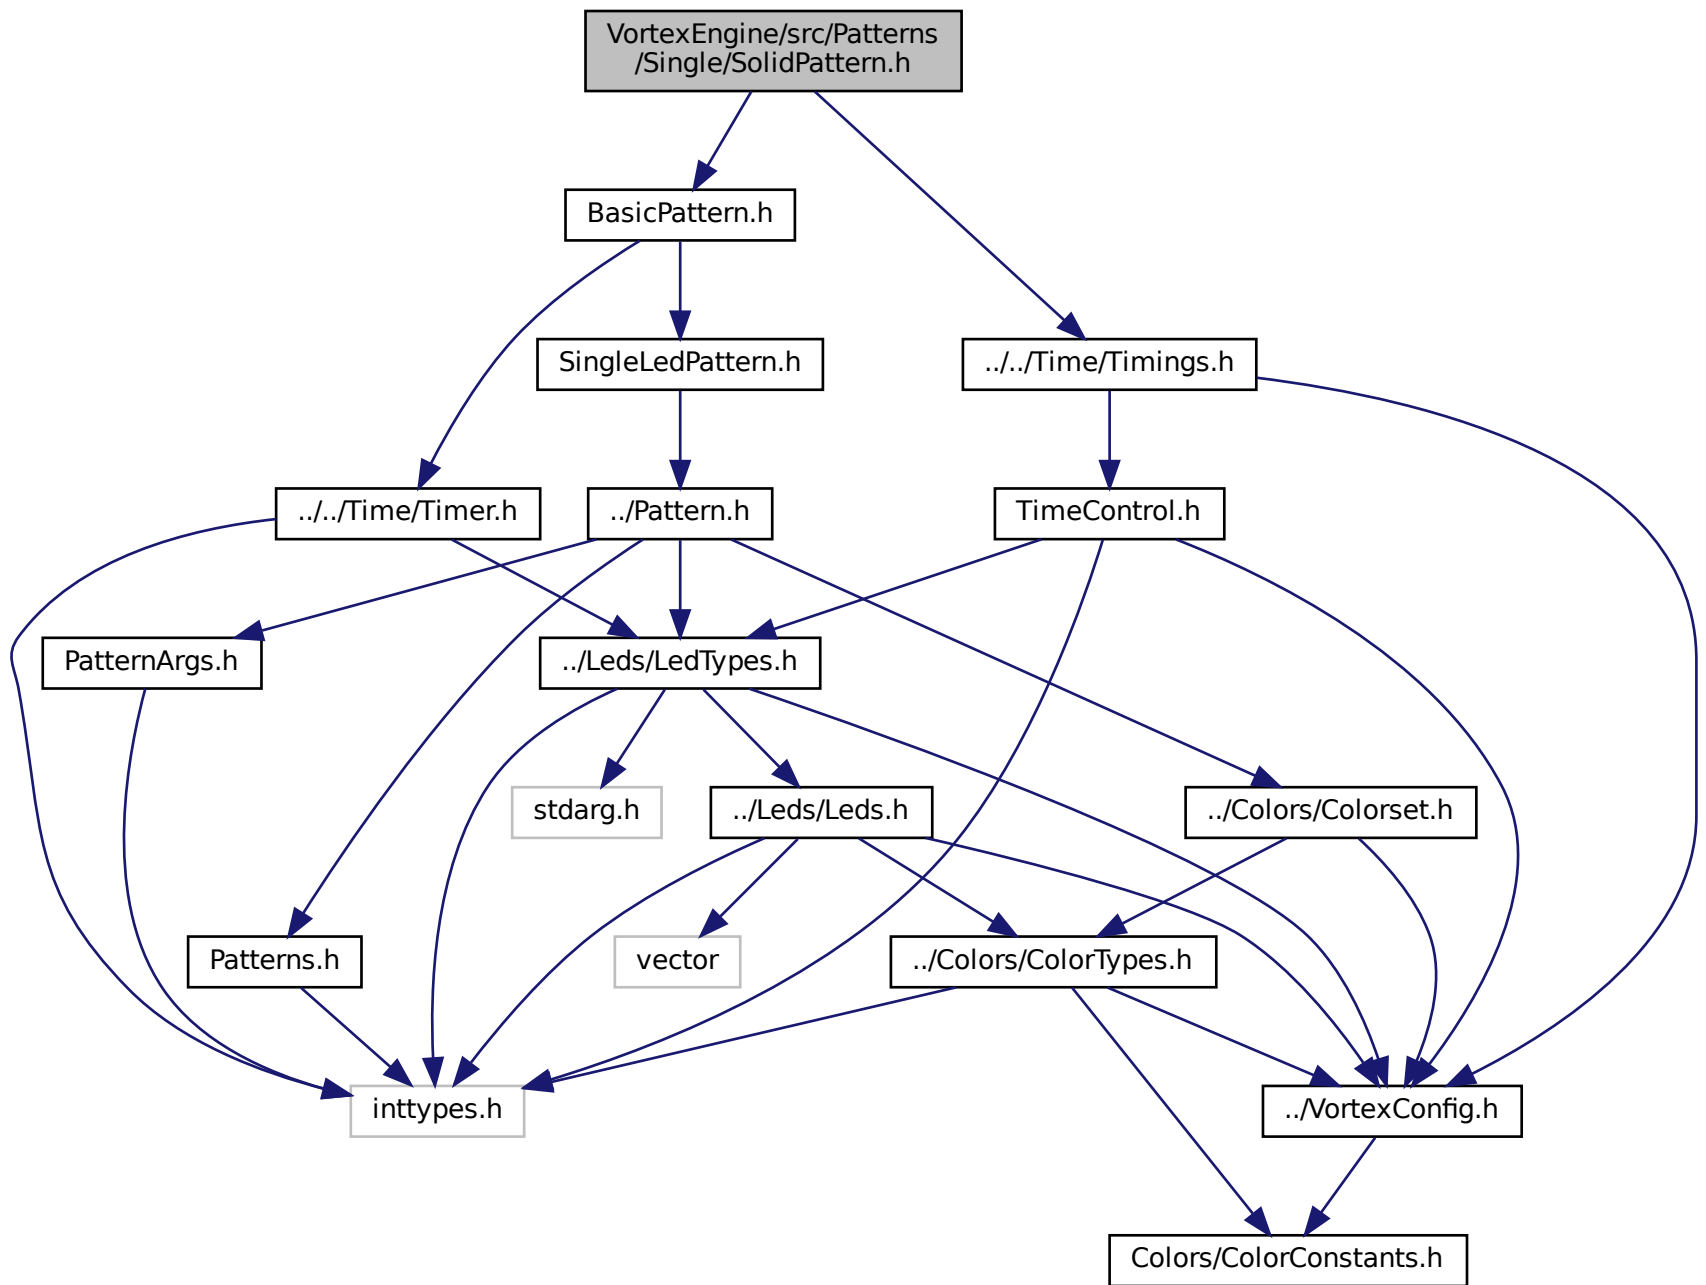 VortexEngine/src/Patterns
/Single/SolidPattern.h
BasicPattern.h
SingleLedPattern.h
../../Time/Timings.h
../../Time/Timer.h
../Pattern.h
TimeControl.h
PatternArgs.h
../Leds/LedTypes.h
stdarg.h
../Leds/Leds.h
../Colors/Colorset.h
Patterns.h
vector
../Colors/ColorTypes.h
inttypes.h
../VortexConfig.h
Colors/ColorConstants.h